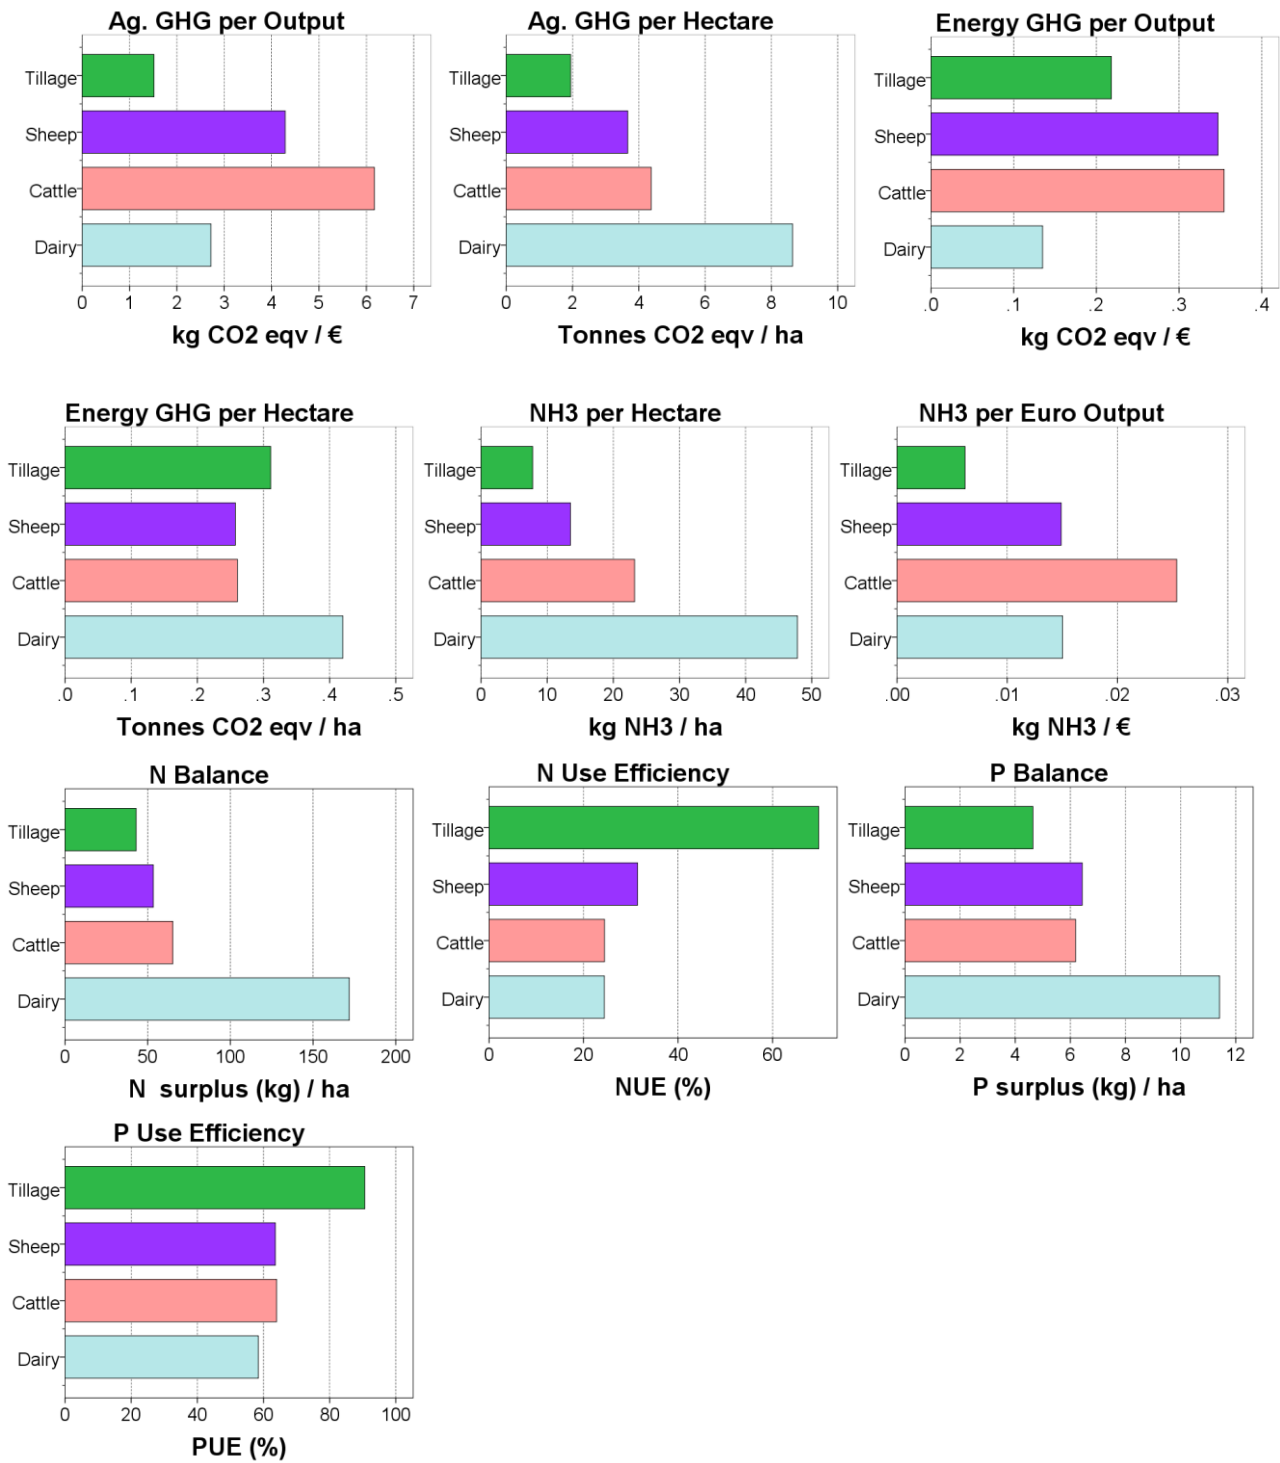 Ag. GHG per Output
Tillage
Sheep
Cattle
Dairy
0 1 2 3 4 5 6 7
kg CO2 eqv / €
Ag. GHG per Hectare
Tillage
Sheep
Cattle
Dairy
0 2 4 6 8 10
Tonnes CO2 eqv / ha
Energy GHG per Output
Tillage
Sheep
Cattle
Dairy
.0 .1 .2 .3 .4
kg CO2 eqv / €
Energy GHG per Hectare
Tillage
Sheep
Cattle
Dairy
.0 .1 .2 .3 .4 .5
Tonnes CO2 eqv / ha
NH3 per Hectare
Tillage
Sheep
Cattle
Dairy
0 10 20 30 40 50
kg NH3 / ha
NH3 per Euro Output
Tillage
Sheep
Cattle
Dairy
.00 .01 .02 .03
kg NH3 / €
N Balance
Tillage
Sheep
Cattle
Dairy
0 50 100 150 200
N surplus (kg) / ha
N Use Efficiency
Tillage
Sheep
Cattle
Dairy
0 20 40 60
NUE (%)
P Balance
Tillage
Sheep
Cattle
Dairy
0 2 4 6 8 10 12
P surplus (kg) / ha
P Use Efficiency
Tillage
Sheep
Cattle
Dairy
0 20 40 60 80 100
PUE (%)